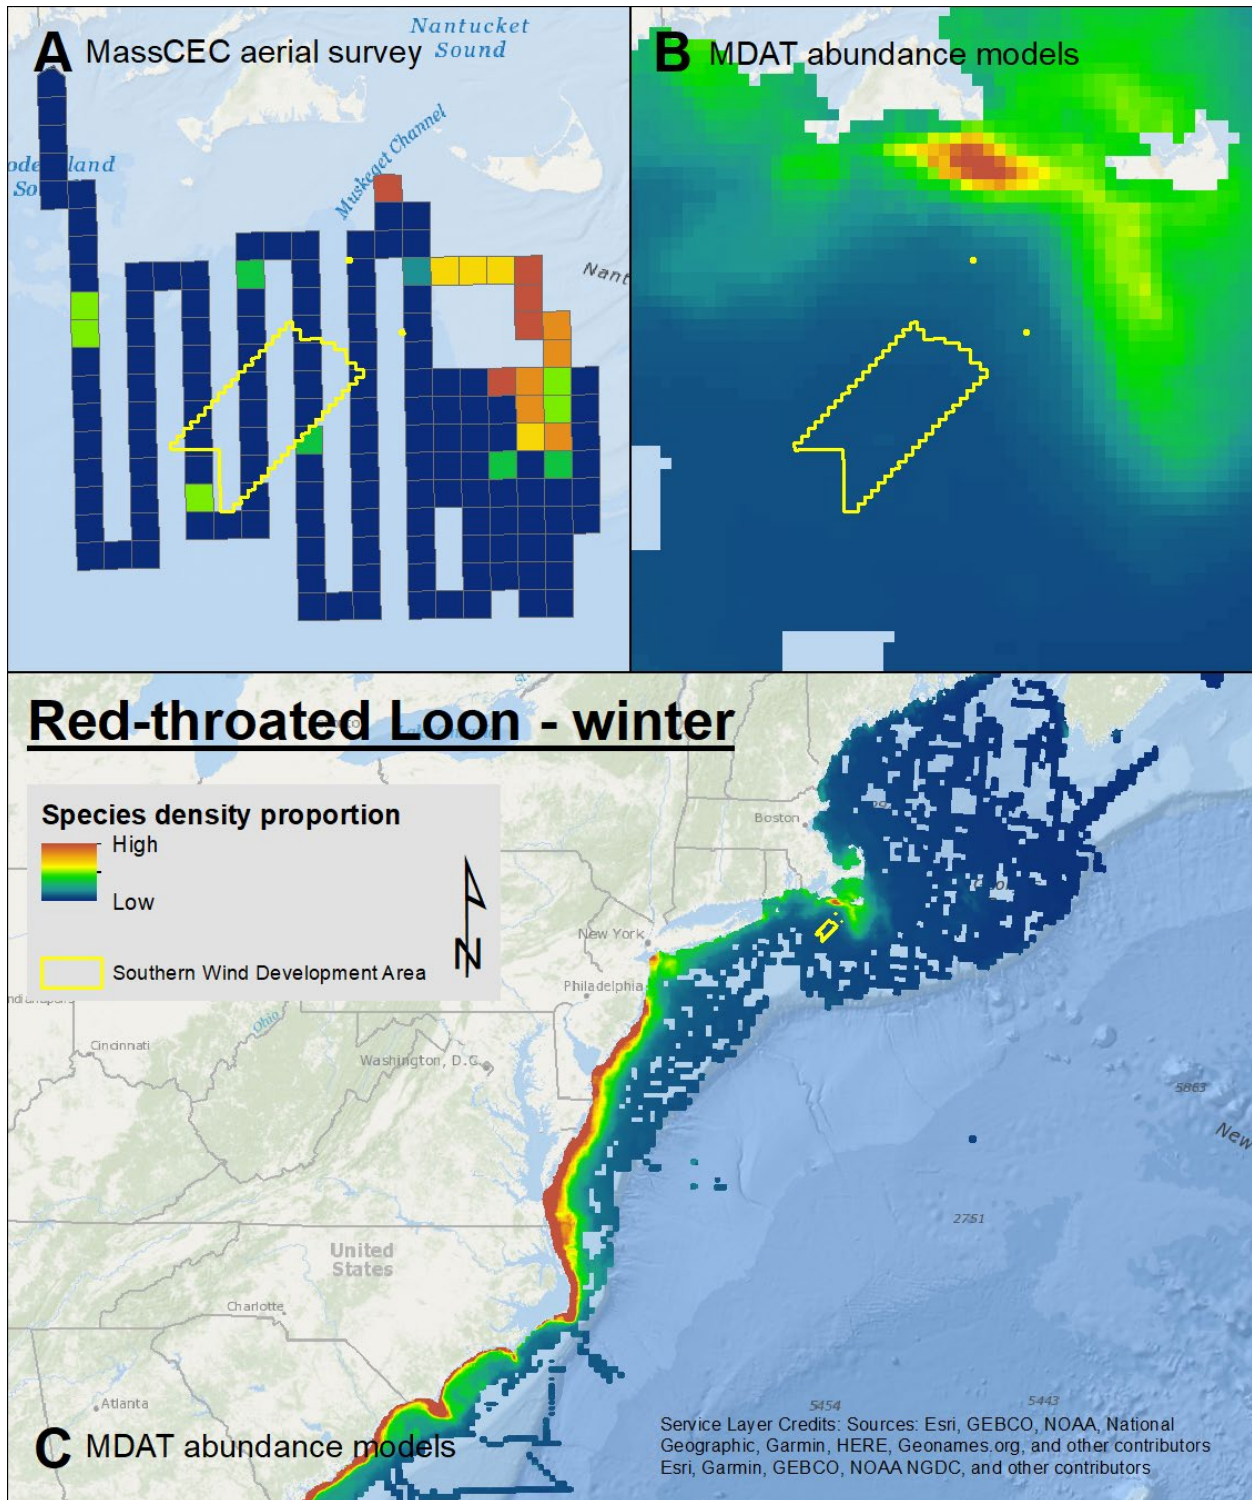 A MassCEC aerial survey
Nantucket
Sound
Muskeget Channel
Nant
B MDAT abundance models
Red-throated Loon - winter
Species density proportion
High
Low
N
Southern Wind Development Area
Boston
New York
Philadelphia
Ohio
Cincinnati
Washington, D.C.
5863
New
2751
United
States
Charlotte
Atlanta
5454
5443
C MDAT abundance models
Service Layer Credits: Sources: Esri, GEBCO, NOAA, National
Geographic, Garmin, HERE, Geonames.org, and other contributors
Esri, Garmin, GEBCO, NOAA NGDC, and other contributors